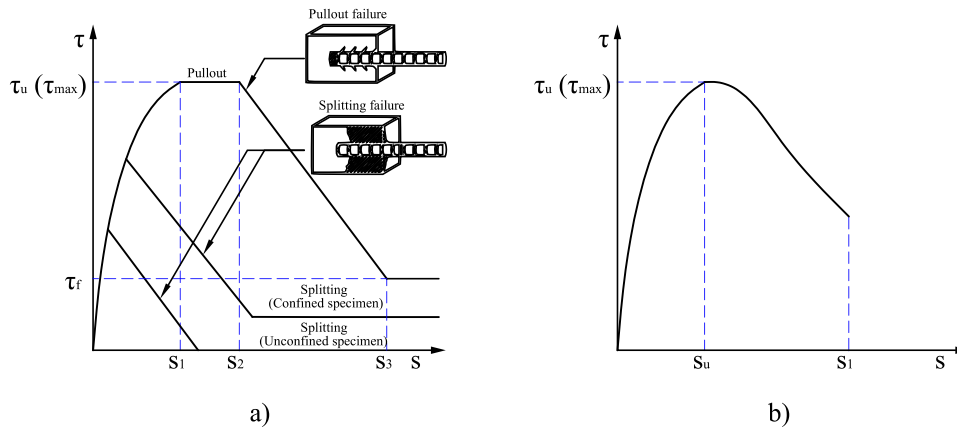 Pullout failure
τ
τu (τmax)
Pullout
Splitting failure
τf
Splitting
(Confined specimen)
Splitting
(Unconfined specimen)
s1 s2 s3 s
a)
τ
τu (τmax)
su s1 s
b)